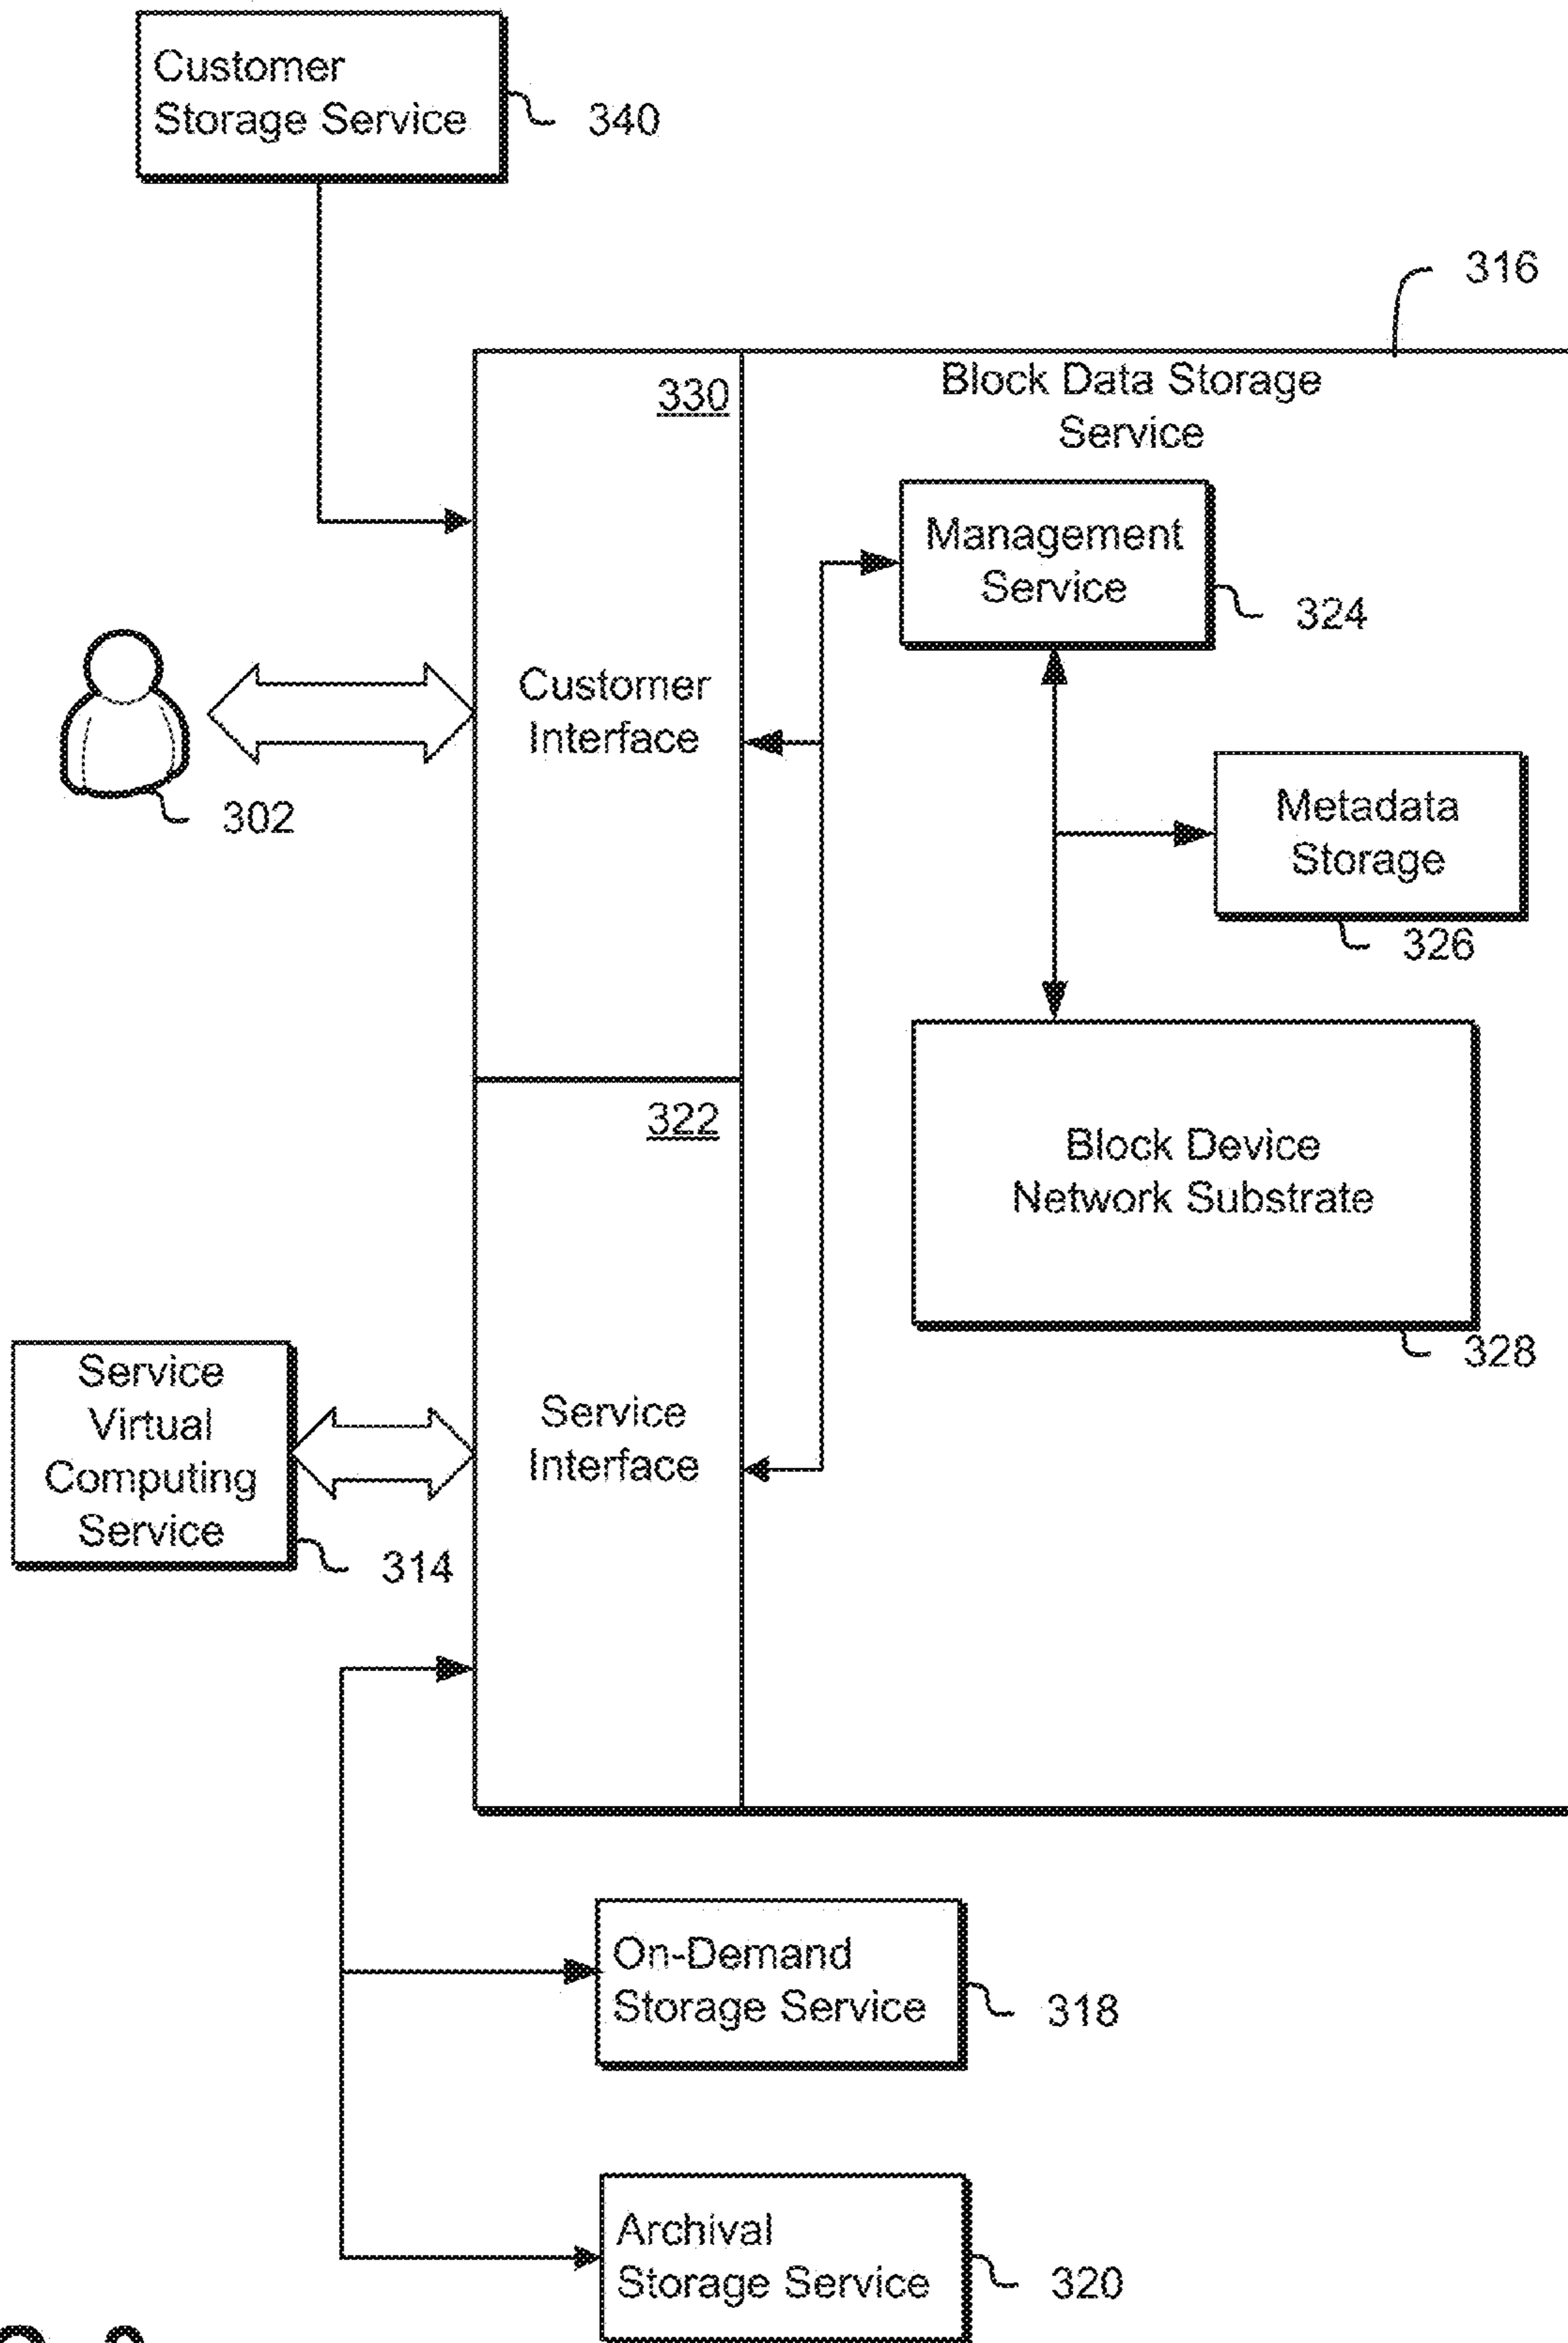 Customer
Storage Service
340
316
330
Block Data Storage
Service
Management
Service
324
Customer
Interface
302
Metadata
Storage
326
322
Block Device
Network Substrate
328
Service
Virtual
Computing
Service
314
Service
Interface
On-Demand
Storage Service
318
Archival
Storage Service
320